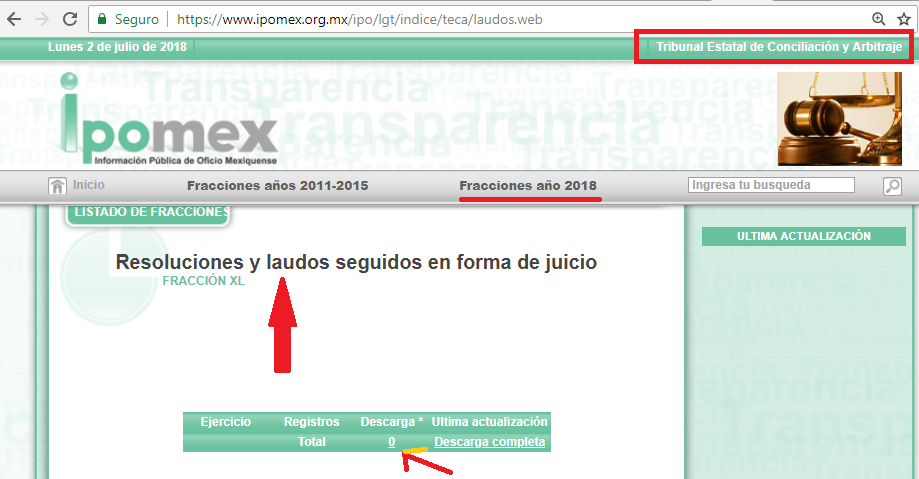 Seguro
https://www.ipomex.org.mx/ipo/lgt/indice/teca/laudos.web
Lunes 2 de julio de 2018
Tribunal Estatal de Conciliación y Arbitraje
Transparencia
Transparencia
ipomex
Información Pública de Oficio Mexiquense
Inicio
Fracciones años 2011-2015
Fracciones año 2018
Ingresa tu busqueda
LISTADO DE FRACCIONES
ULTIMA ACTUALIZACIÓN
Resoluciones y laudos seguidos en forma de juicio
FRACCIÓN XL
Ejercicio Registros Descarga * Ultima actualización
Total 0 Descarga completa